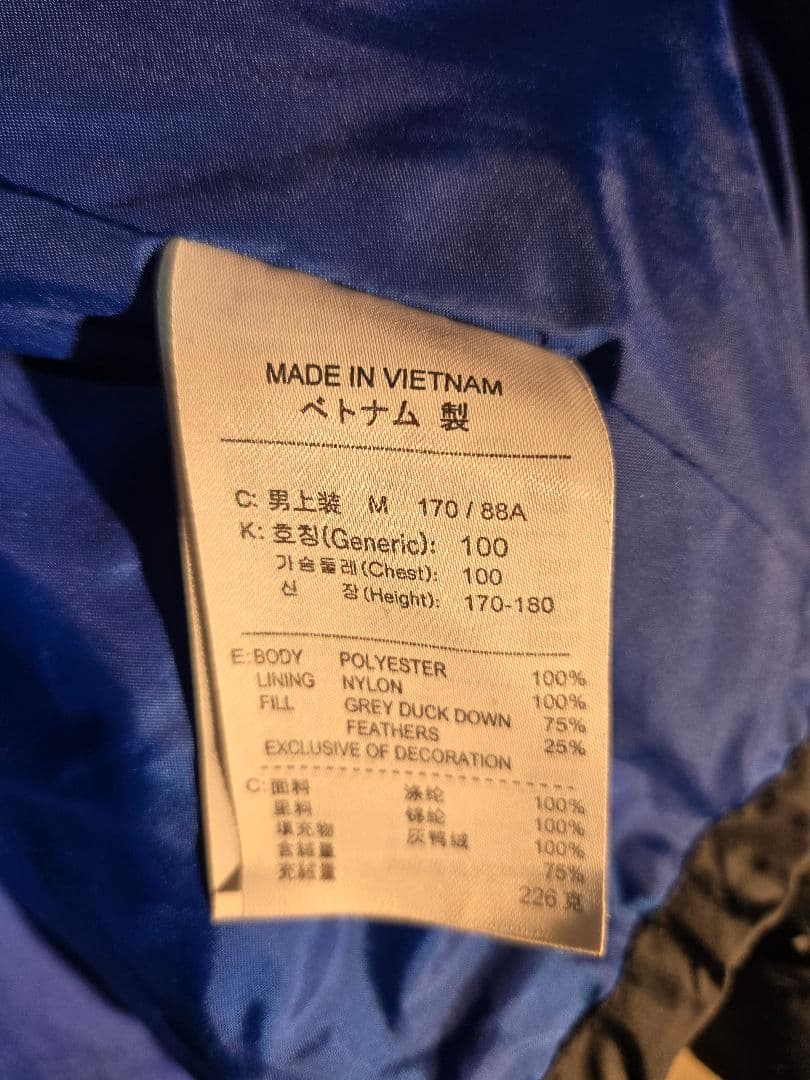 MADE IN VIETNAM
ベトナム 製
C: 男上装 M 170 / 88A
K: 호칭(Generic): 100
가슴둘레(Chest): 100
신 장(Height): 170-180
E: BODY POLYESTER 100%
LINING NYLON 100%
FILL GREY DUCK DOWN 75%
FEATHERS 25%
EXCLUSIVE OF DECORATION
C: 面料 涤纶 100%
里料 锦纶 100%
填充物 灰鸭绒 100%
含绒量 75%
充绒量 226 克